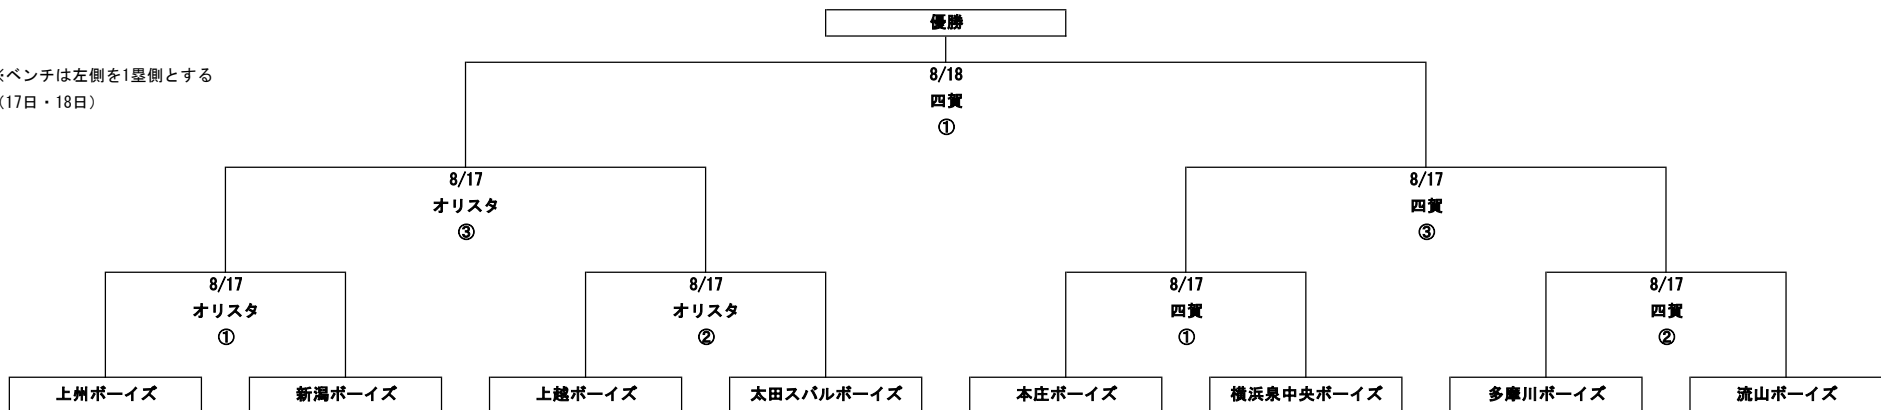 優勝
※ベンチは左側を1塁側とする
（17日・18日）
8/18
四賀
①
8/17
オリスタ
③
8/17
四賀
③
8/17
オリスタ
①
8/17
オリスタ
②
8/17
四賀
①
8/17
四賀
②
上州ボーイズ
新潟ボーイズ
上越ボーイズ
太田スバルボーイズ
本庄ボーイズ
横浜泉中央ボーイズ
多摩川ボーイズ
流山ボーイズ